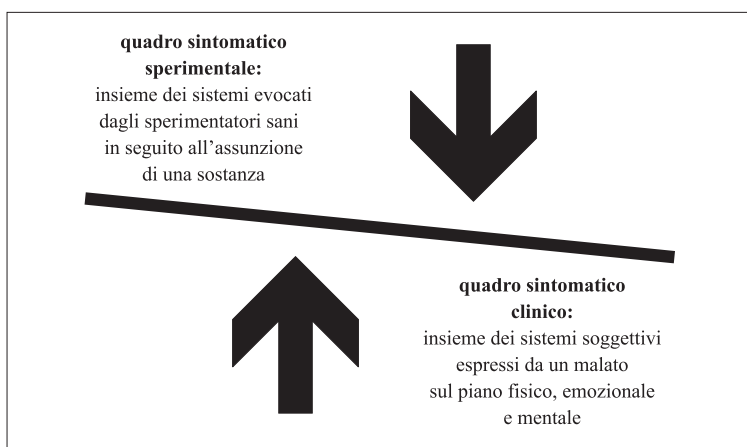 quadro sintomatico
sperimentale:
insieme dei sistemi evocati
dagli sperimentatori sani
in seguito all'assunzione
di una sostanza
quadro sintomatico
clinico:
insieme dei sistemi soggettivi
espressi da un malato
sul piano fisico, emozionale
e mentale